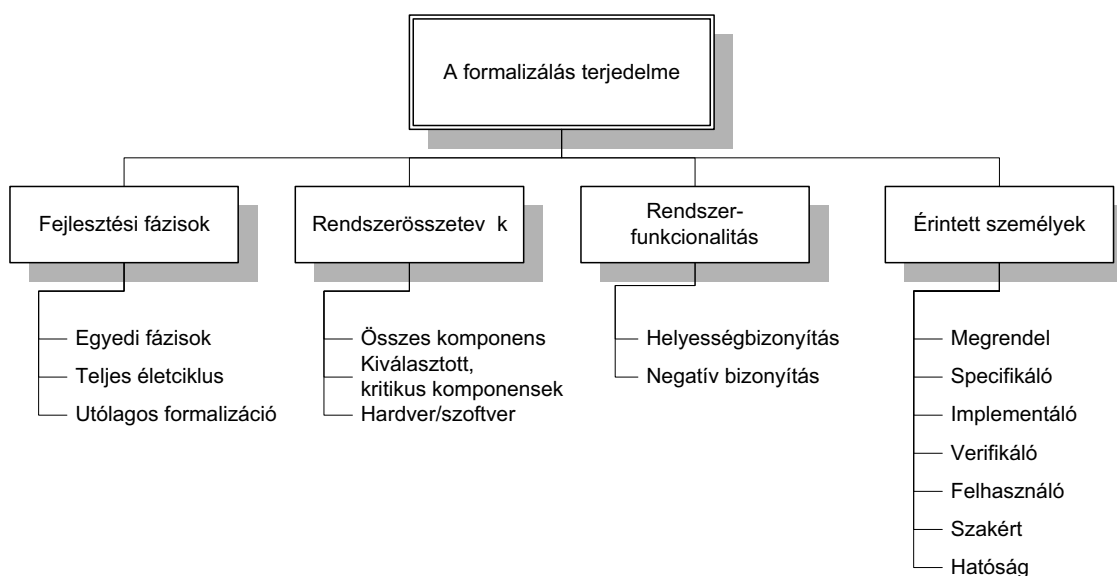 A formalizálás terjedelme
Fejlesztési fázisok
Egyedi fázisok
Teljes életciklus
Utólagos formalizáció
Rendszerösszetev k
Összes komponens
Kiválasztott,
kritikus komponensek
Hardver/szoftver
Rendszer-
funkcionalitás
Helyességbizonyítás
Negatív bizonyítás
Érintett személyek
Megrendel
Specifikáló
Implementáló
Verifikáló
Felhasználó
Szakért
Hatóság